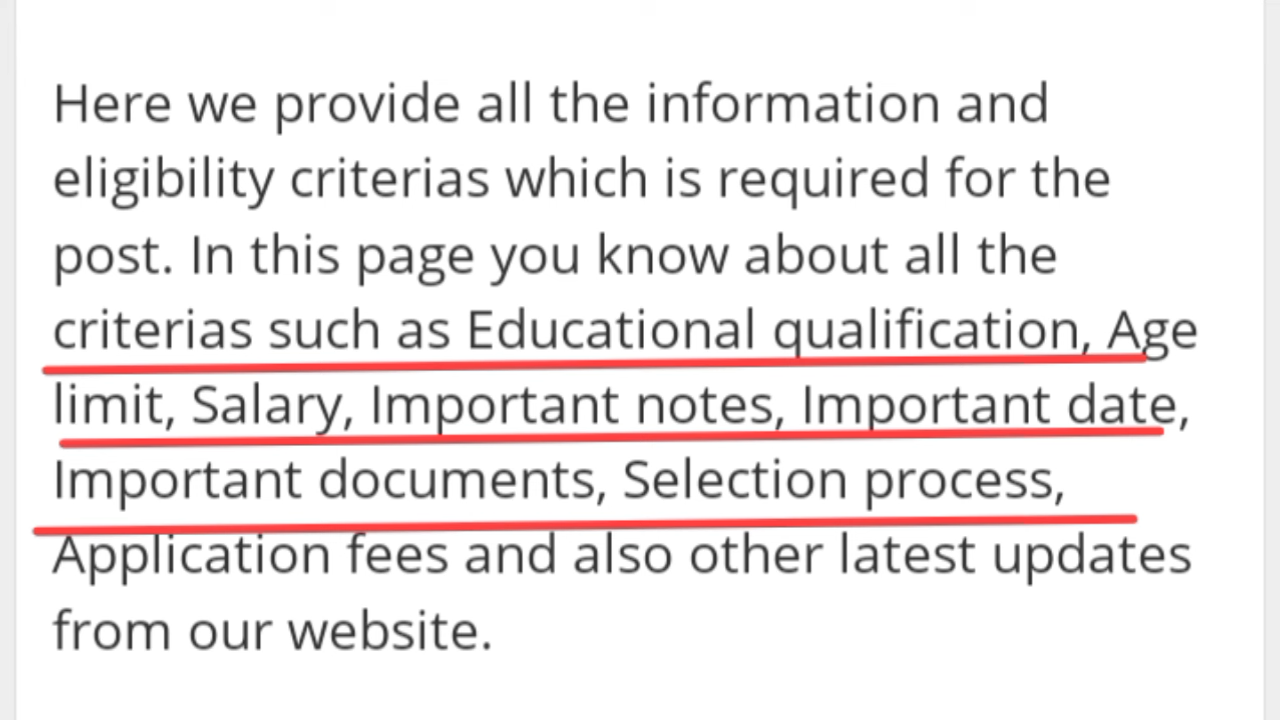 Here we provide all the information and
eligibility criterias which is required for the
post. In this page you know about all the
criterias such as Educational qualification, Age
limit, Salary, Important notes, Important date,
Important documents, Selection process,
Application fees and also other latest updates
from our website.